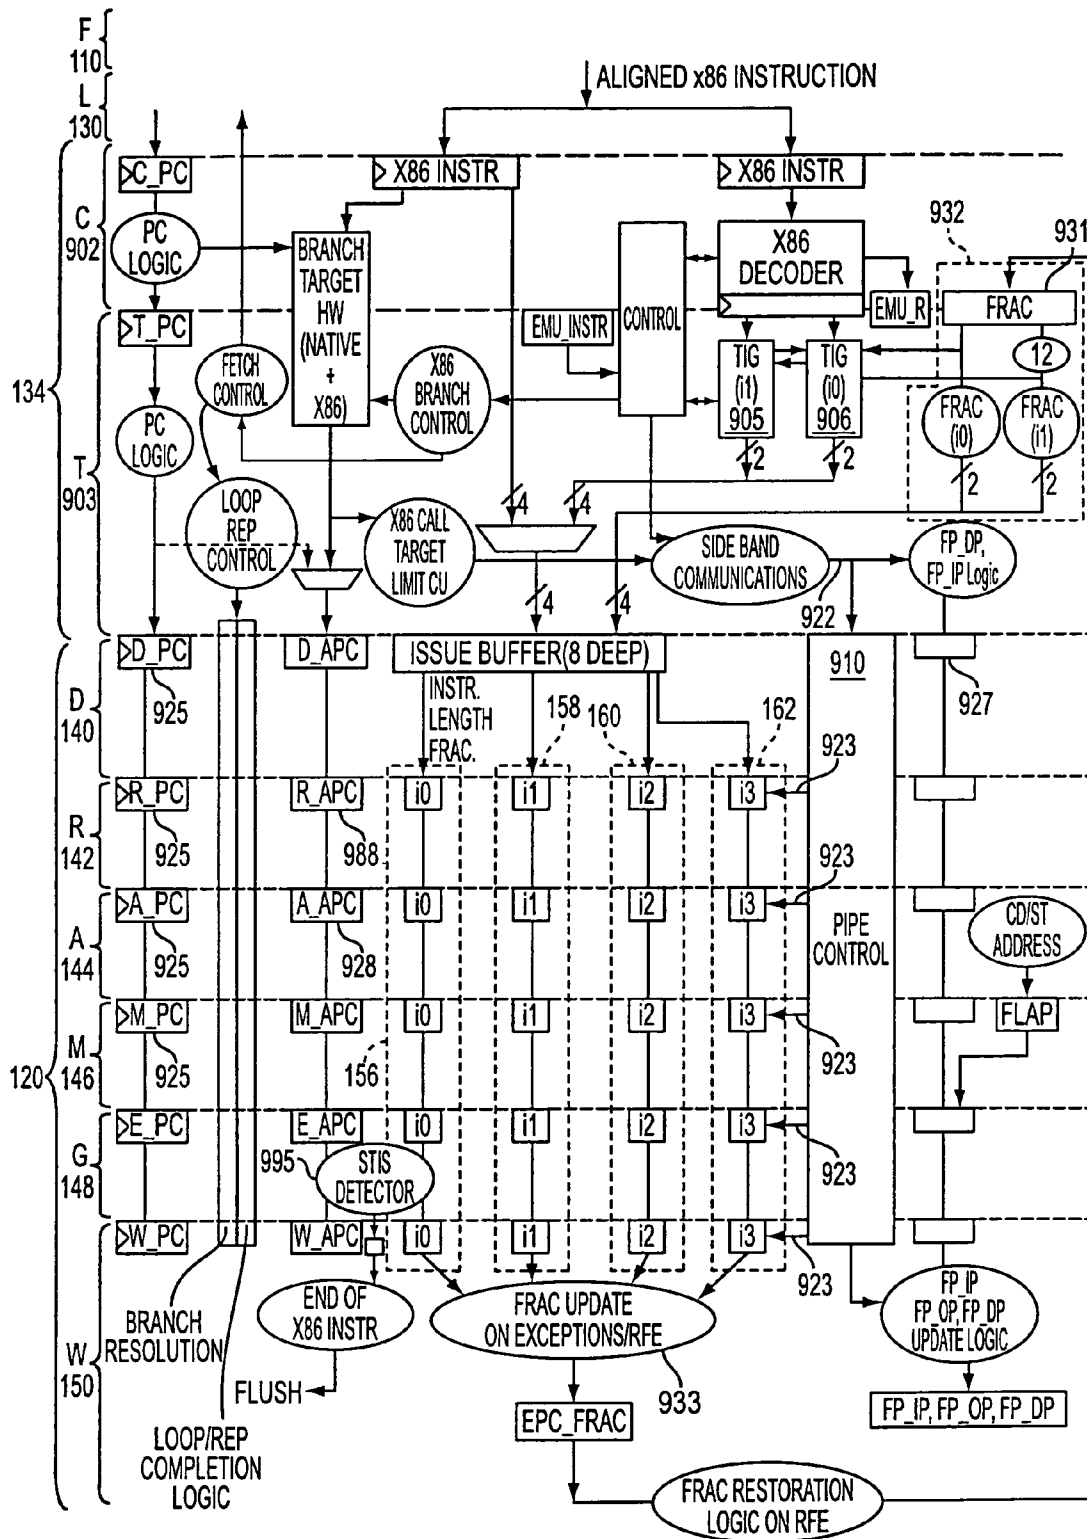 F
110
L
130
ALIGNED x86 INSTRUCTION
C_PC
X86 INSTR
X86 INSTR
C
902
PC
LOGIC
BRANCH
TARGET
HW
(NATIVE
+
X86)
CONTROL
X86
DECODER
932
931
EMU_R
FRAC
T_PC
EMU_INSTR
12
134
FETCH
CONTROL
X86
BRANCH
CONTROL
TIG
(i1)
905
TIG
(i0)
906
FRAC
(i0)
FRAC
(i1)
PC
LOGIC
T
903
2
2
2
2
LOOP
REP
CONTROL
X86 CALL
TARGET
LIMIT CU
4
4
SIDE BAND
COMMUNICATIONS
922
FP_DP,
FP_IP Logic
4
4
D_PC
D_APC
ISSUE BUFFER(8 DEEP)
910
D
140
925
INSTR.
LENGTH
FRAC.
158
160
162
923
927
R_PC
R_APC
i0
i1
i2
i3
R
142
925
988
923
A_PC
A_APC
i0
i1
i2
i3
PIPE
CONTROL
CD/ST
ADDRESS
A
144
925
928
M_PC
M_APC
i0
i1
i2
i3
FLAP
120
M
146
925
156
923
E_PC
E_APC
i0
i1
i2
i3
G
148
995
STIS
DETECTOR
923
W_PC
W_APC
i0
i1
i2
i3
923
W
150
BRANCH
RESOLUTION
END OF
X86 INSTR
FRAC UPDATE
ON EXCEPTIONS/RFE
FP_IP
FP_OP, FP_DP
UPDATE LOGIC
FLUSH
933
EPC_FRAC
FP_IP, FP_OP, FP_DP
LOOP/REP
COMPLETION
LOGIC
FRAC RESTORATION
LOGIC ON RFE